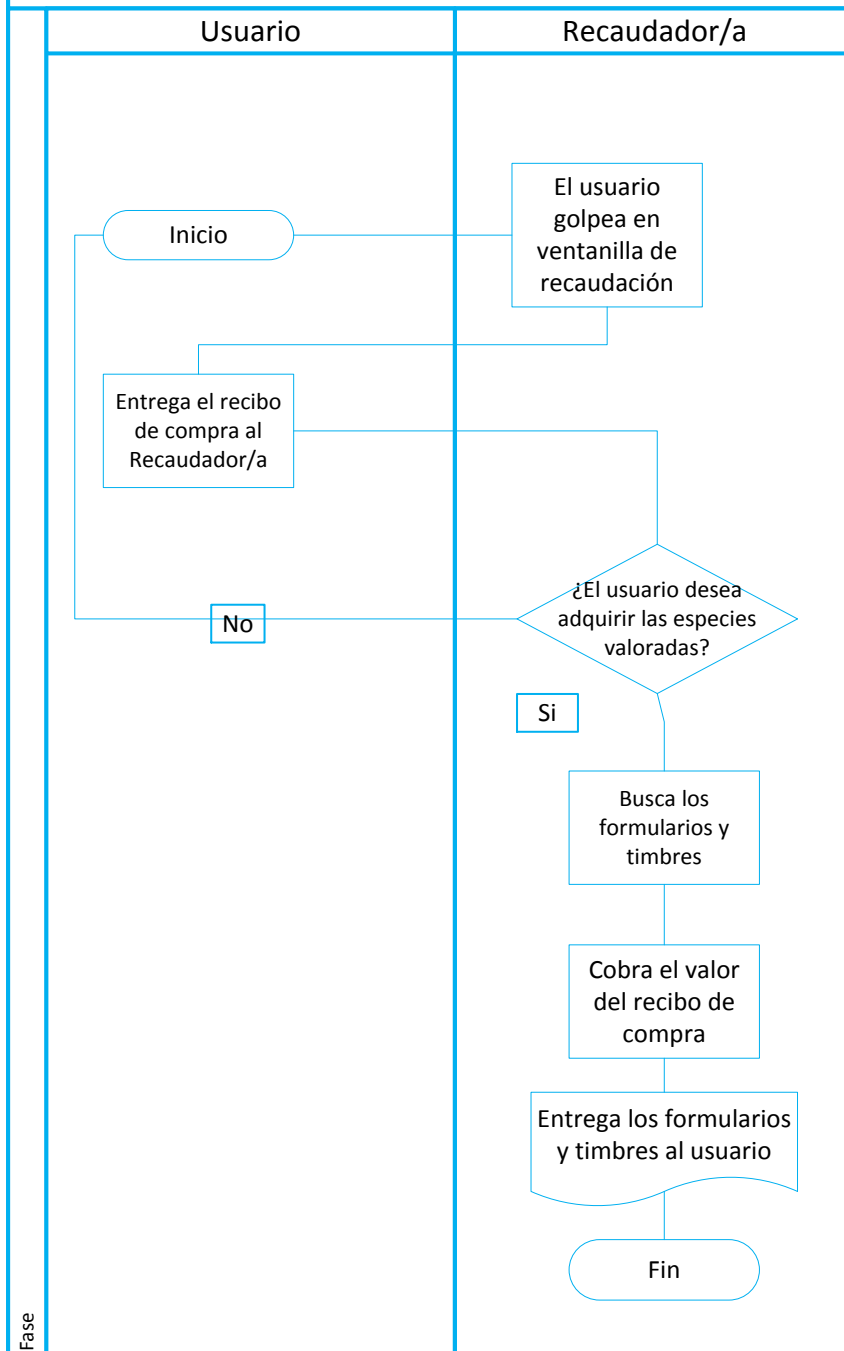 Usuario
Recaudador/a
El usuario
golpea en
ventanilla de
recaudación
Inicio
Entrega el recibo
de compra al
Recaudador/a
¿El usuario desea
adquirir las especies
valoradas?
No
Si
Busca los
formularios y
timbres
Cobra el valor
del recibo de
compra
Entrega los formularios
y timbres al usuario
Fin
Fase